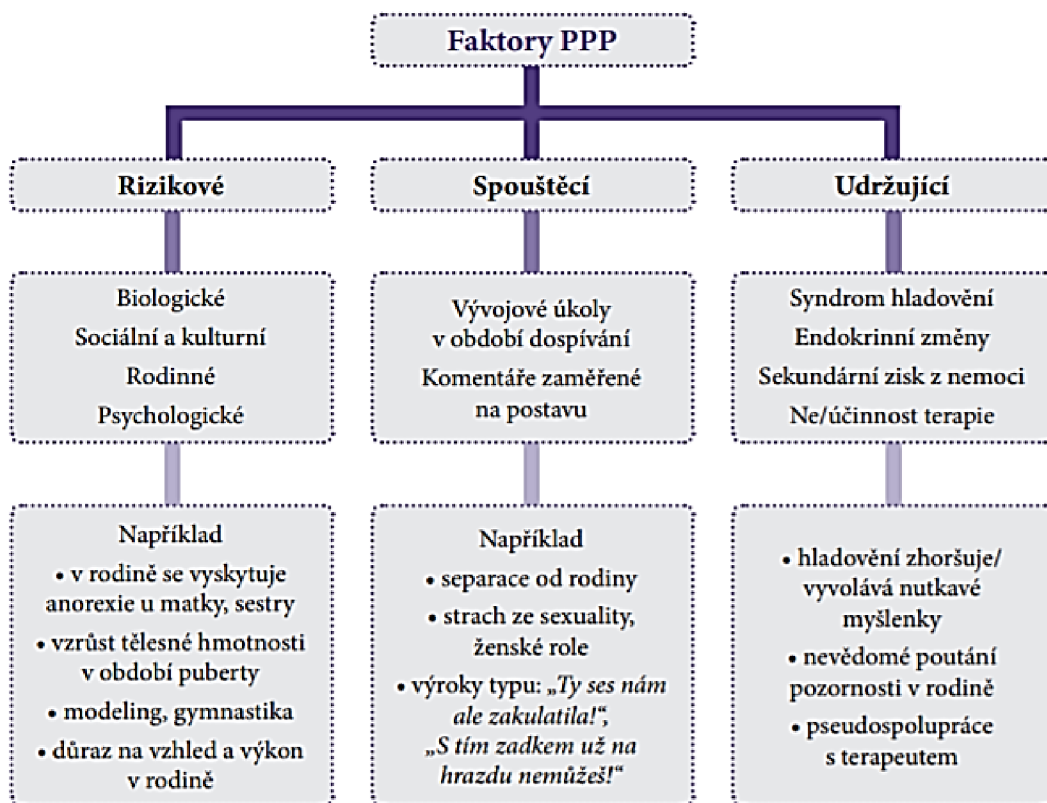 Faktory PPP
Rizikové
Biologické
Sociální a kulturní
Rodinné
Psychologické
Například
• v rodině se vyskytuje
anorexie u matky, sestry
• vzrůst tělesné hmotnosti
v období puberty
• modeling, gymnastika
• důraz na vzhled a výkon
v rodině
Spouštěcí
Vývojové úkoly
v období dospívání
Komentáře zaměřené
na postavu
Například
• separace od rodiny
• strach ze sexuality,
ženské role
• výroky typu: „Ty ses nám
ale zakulatila!“,
„S tím zadkem už na
hrazdu nemůžeš!“
Udržující
Syndrom hladovění
Endokrinní změny
Sekundární zisk z nemoci
Ne/účinnost terapie
• hladovění zhoršuje/
vyvolává nutkavé
myšlenky
• nevědomé poutání
pozornosti v rodině
• pseudospolupráce
s terapeutem